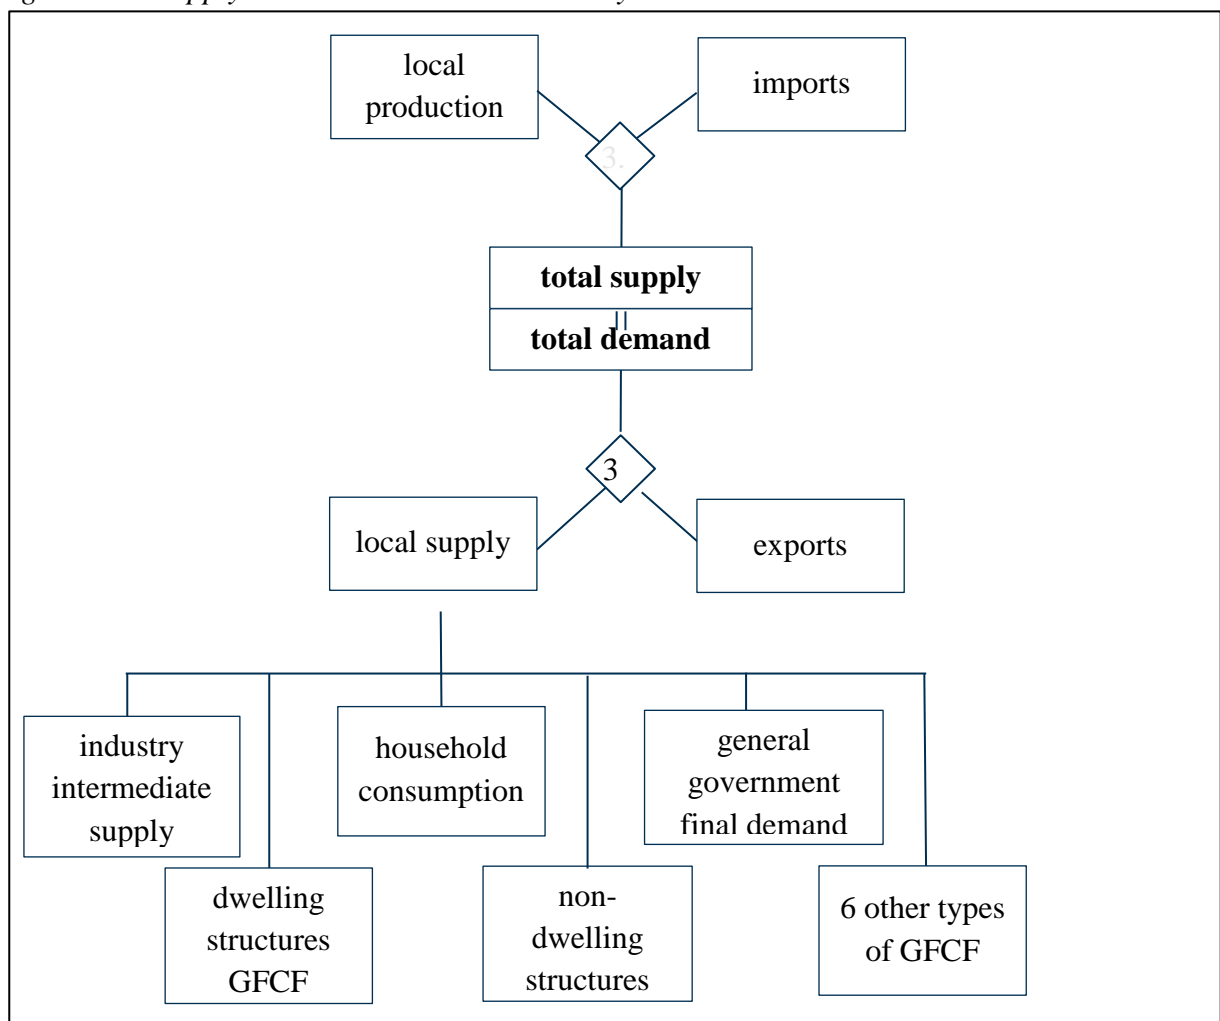 local
production
imports
3.
total supply
total demand
3
local supply
exports
industry
intermediate
supply
household
consumption
general
government
final demand
dwelling
structures
GFCF
non-
dwelling
structures
6 other types
of GFCF